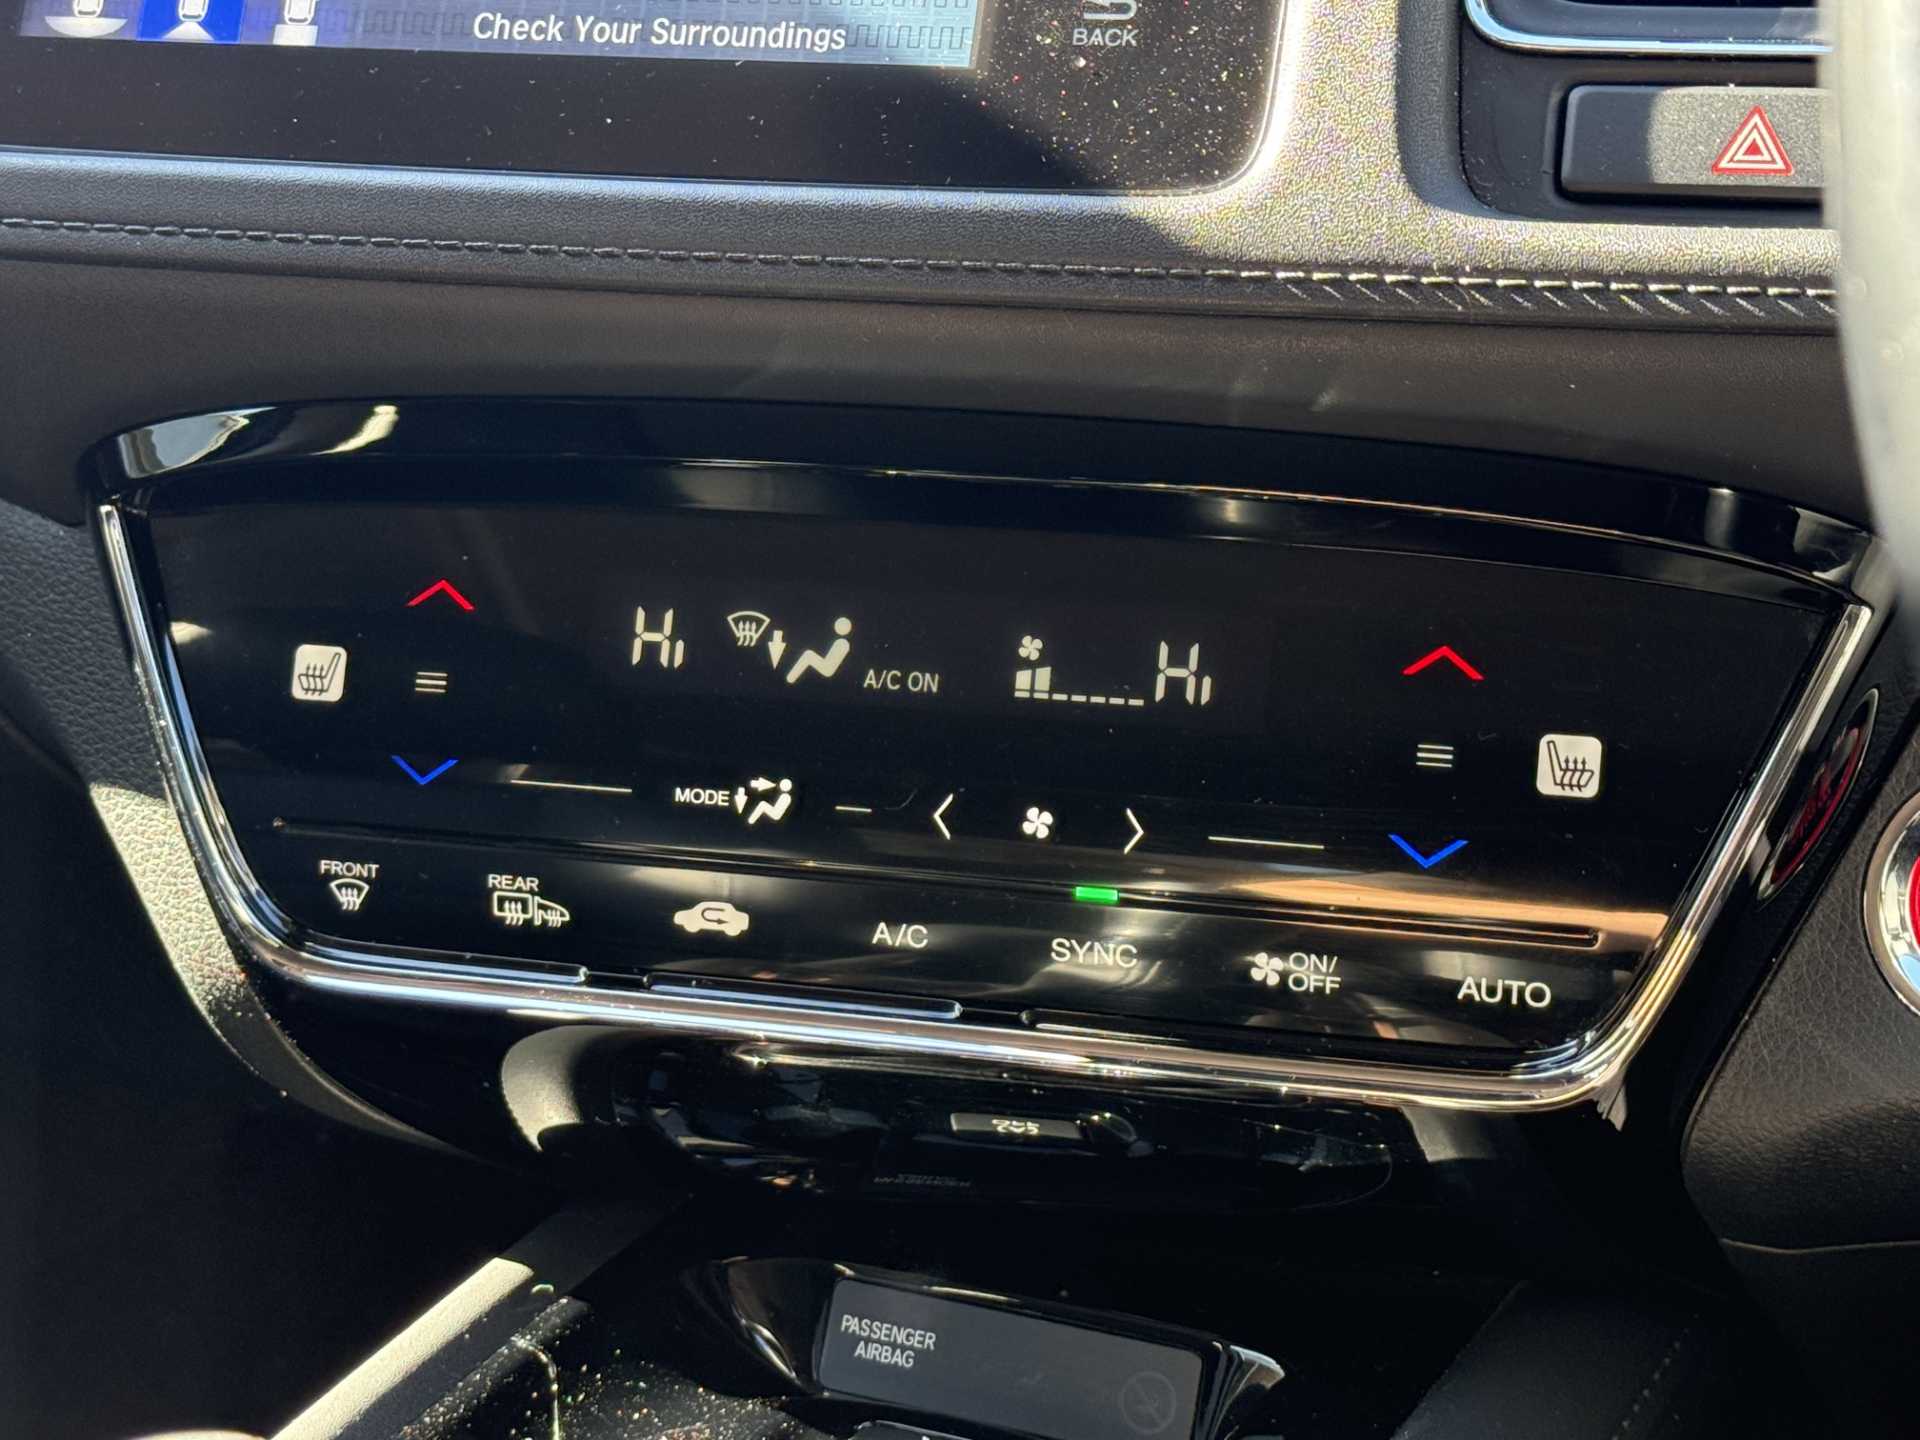 Check Your Surroundings
BACK
HI
A/C ON
HI
MODE
FRONT
REAR
A/C
SYNC
ON/
OFF
AUTO
PASSENGER
AIRBAG